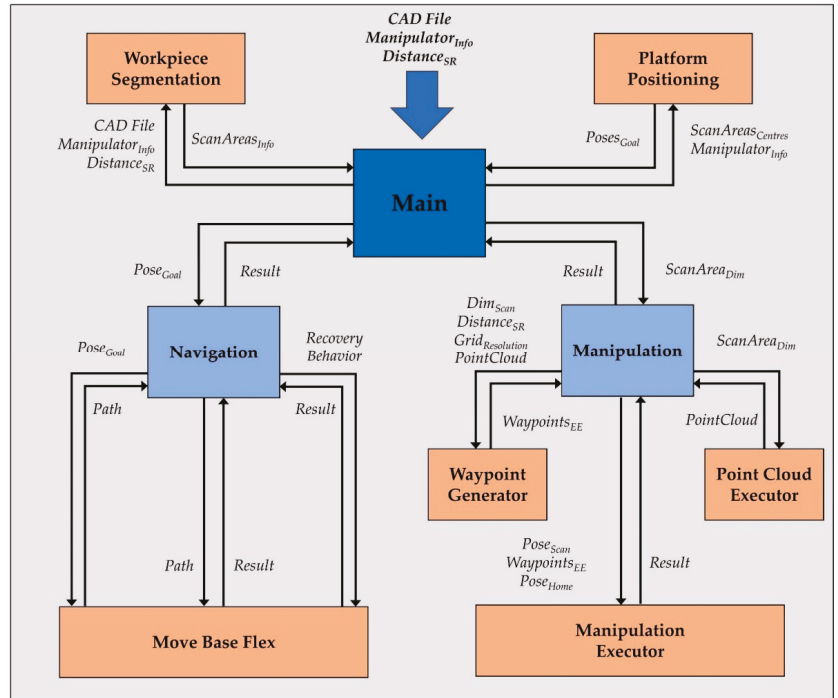 CAD File
Manipulator_Info
Distance_SR
Workpiece
Segmentation
Platform
Positioning
CAD File
Manipulator_Info
Distance_SR
ScanAreas_Info
Poses_Goal
ScanAreas_Centres
Manipulator_Info
Main
Pose_Goal
Result
Result
ScanArea_Dim
Navigation
Manipulation
Pose_Goal
Path
Recovery
Behavior
Result
Dim_Scan
Distance_SR
Grid_Resolution
PointCloud
Waypoints_EE
ScanArea_Dim
PointCloud
Waypoint
Generator
Point Cloud
Executor
Path
Result
Pose_Scan
Waypoints_EE
Pose_Home
Result
Move Base Flex
Manipulation
Executor